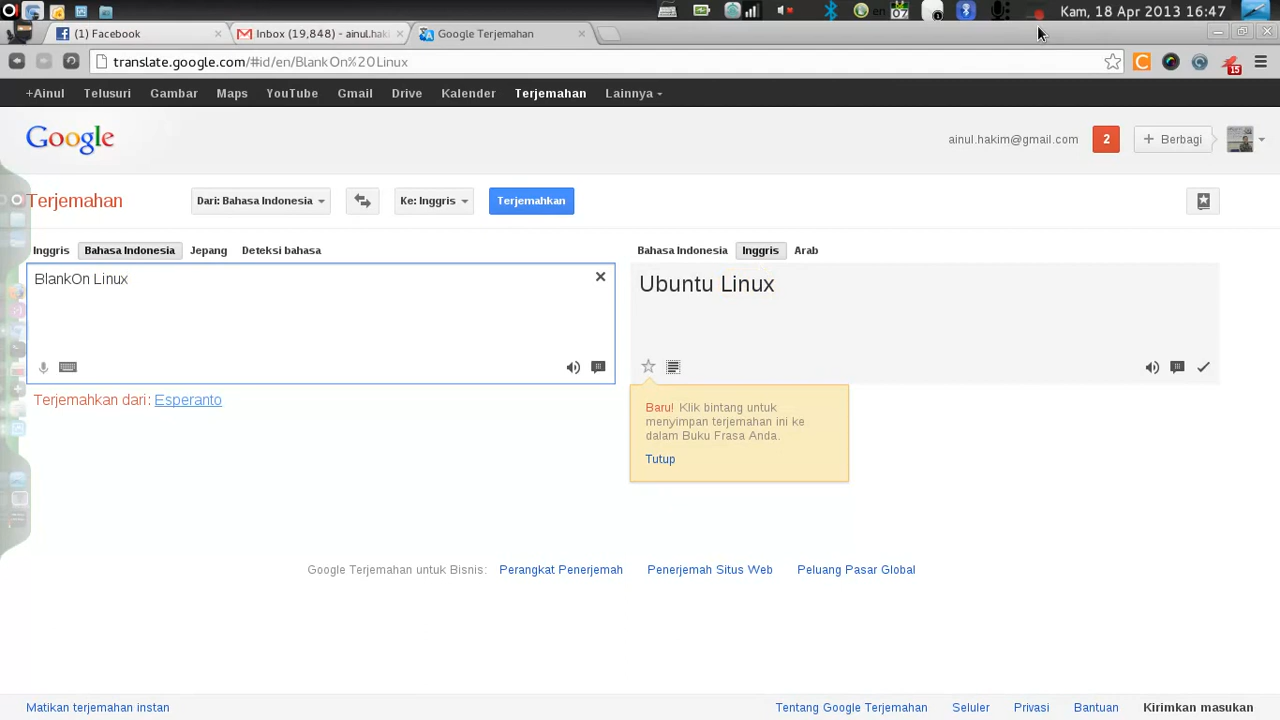 en
07
1
Kam, 18 Apr 2013 16:47
(1) Facebook
Inbox (19,848) - ainul.haki
Google Terjemahan
translate.google.com/#id/en/BlankOn%20Linux
15
+Ainul Telusuri Gambar Maps YouTube Gmail Drive Kalender Terjemahan Lainnya
Google
ainul.hakim@gmail.com 2 + Berbagi
Terjemahan Dari: Bahasa Indonesia Ke: Inggris Terjemahkan
Inggris Bahasa Indonesia Jepang Deteksi bahasa
Bahasa Indonesia Inggris Arab
BlankOn Linux
Ubuntu Linux
Terjemahkan dari: Esperanto
Baru! Klik bintang untuk
menyimpan terjemahan ini ke
dalam Buku Frasa Anda.
Tutup
Google Terjemahan untuk Bisnis: Perangkat Penerjemah Penerjemah Situs Web Peluang Pasar Global
Matikan terjemahan instan
Tentang Google Terjemahan Seluler Privasi Bantuan Kirimkan masukan